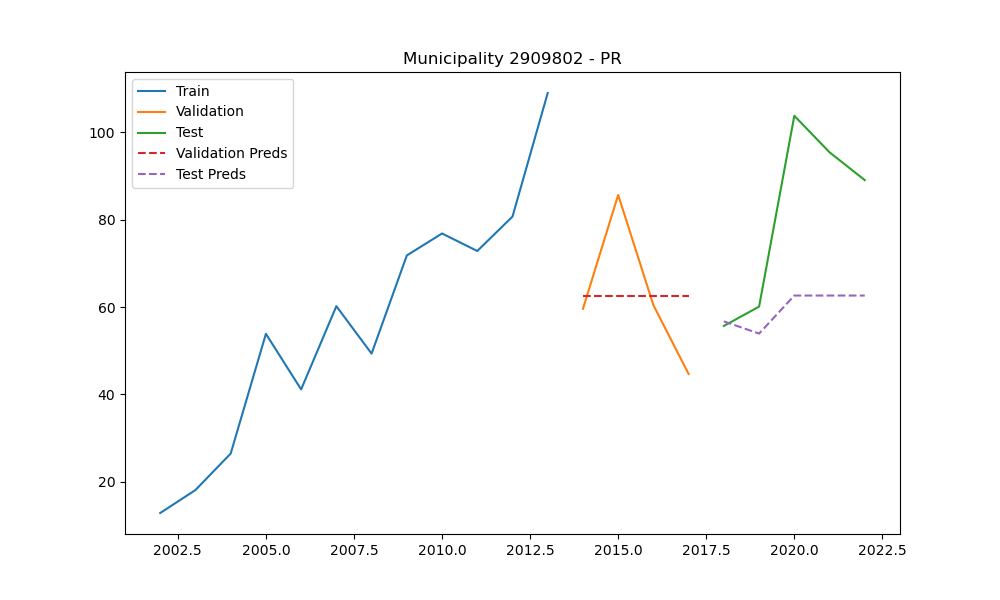 Municipality 2909802 - PR
Train
Validation
Test
Validation Preds
Test Preds
100
80
60
40
20
2002.5 2005.0 2007.5 2010.0 2012.5 2015.0 2017.5 2020.0 2022.5